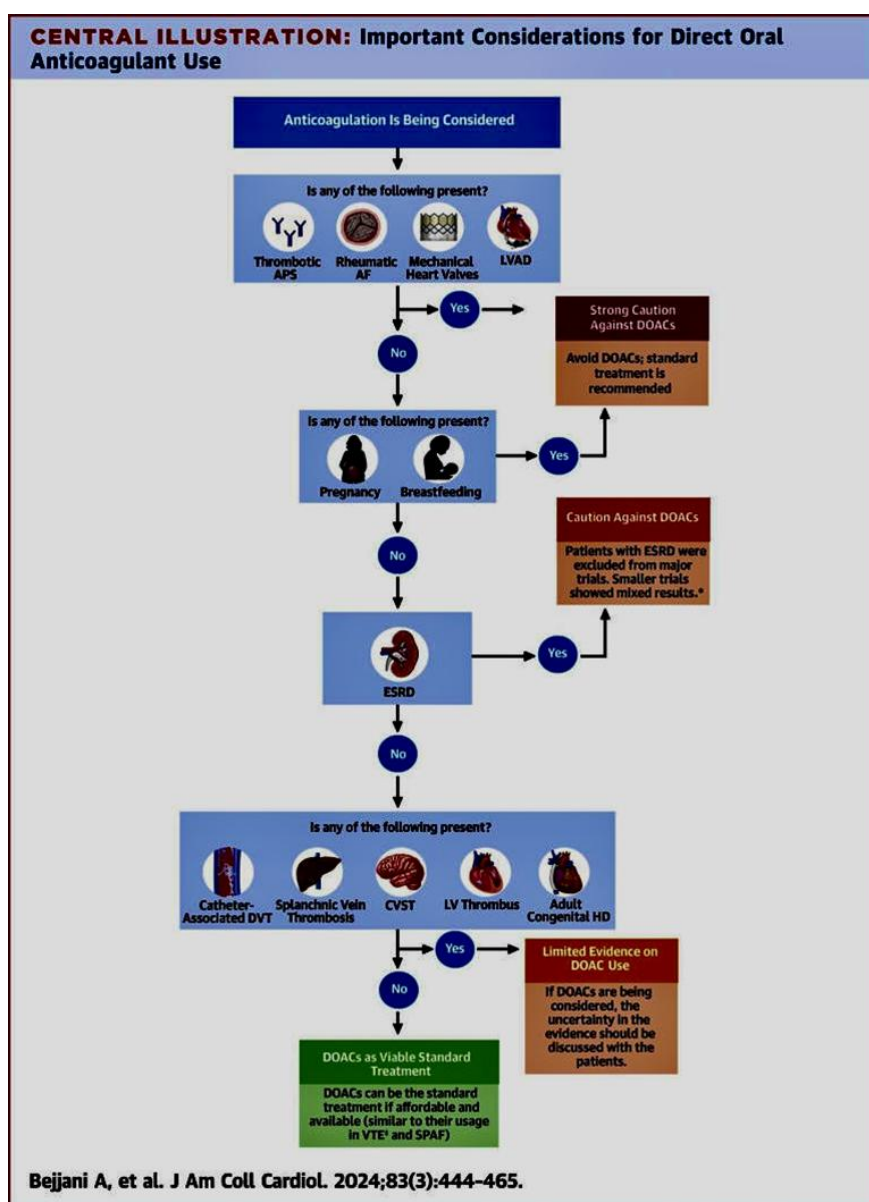 CENTRAL ILLUSTRATION: Important Considerations for Direct Oral
Anticoagulant Use
Anticoagulation Is Being Considered
Is any of the following present?
Thrombotic
APS
Rheumatic
AF
Mechanical
Heart Valves
LVAD
Yes
Strong Caution
Against DOACs
Avoid DOACs; standard
treatment is
recommended
No
Is any of the following present?
Pregnancy
Breastfeeding
Yes
No
Caution Against DOACs
Patients with ESRD were
excluded from major
trials. Smaller trials
showed mixed results.*
ESRD
Yes
No
Is any of the following present?
Catheter-
Associated DVT
Splanchnic Vein
Thrombosis
CVST
LV Thrombus
Adult
Congenital HD
Yes
Limited Evidence on
DOAC Use
If DOACs are being
considered, the
uncertainty in the
evidence should be
discussed with the
patients.
No
DOACs as Viable Standard
Treatment
DOACs can be the standard
treatment if affordable and
available (similar to their usage
in VTE‡ and SPAF)
Bejjani A, et al. J Am Coll Cardiol. 2024;83(3):444-465.